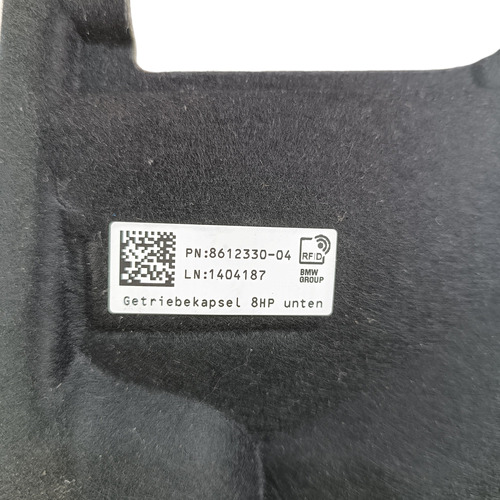 PN:8612330-04
RFID
LN:1404187
BMW
GROUP
Getriebekapsel 8HP unten